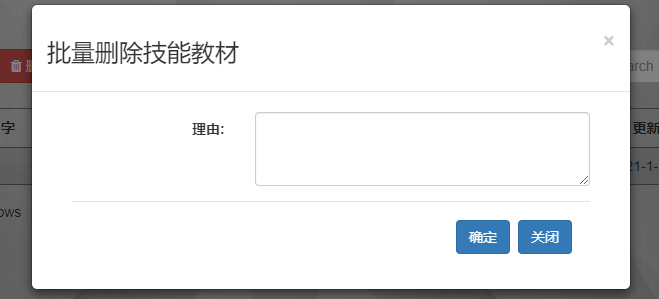 批量删除技能教材
×
arch
字
理由:
更新
21-1-
ows
确定
关闭